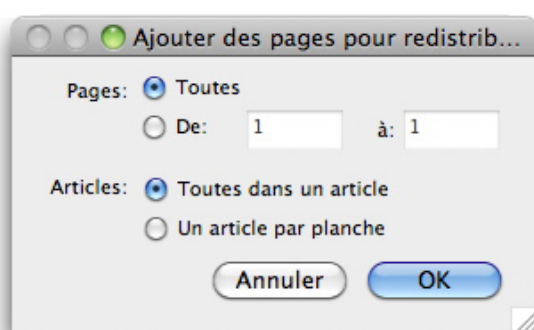 Ajouter des pages pour redistrib...
Pages: Toutes
De: 1 à: 1
Articles: Toutes dans un article
Un article par planche
Annuler OK